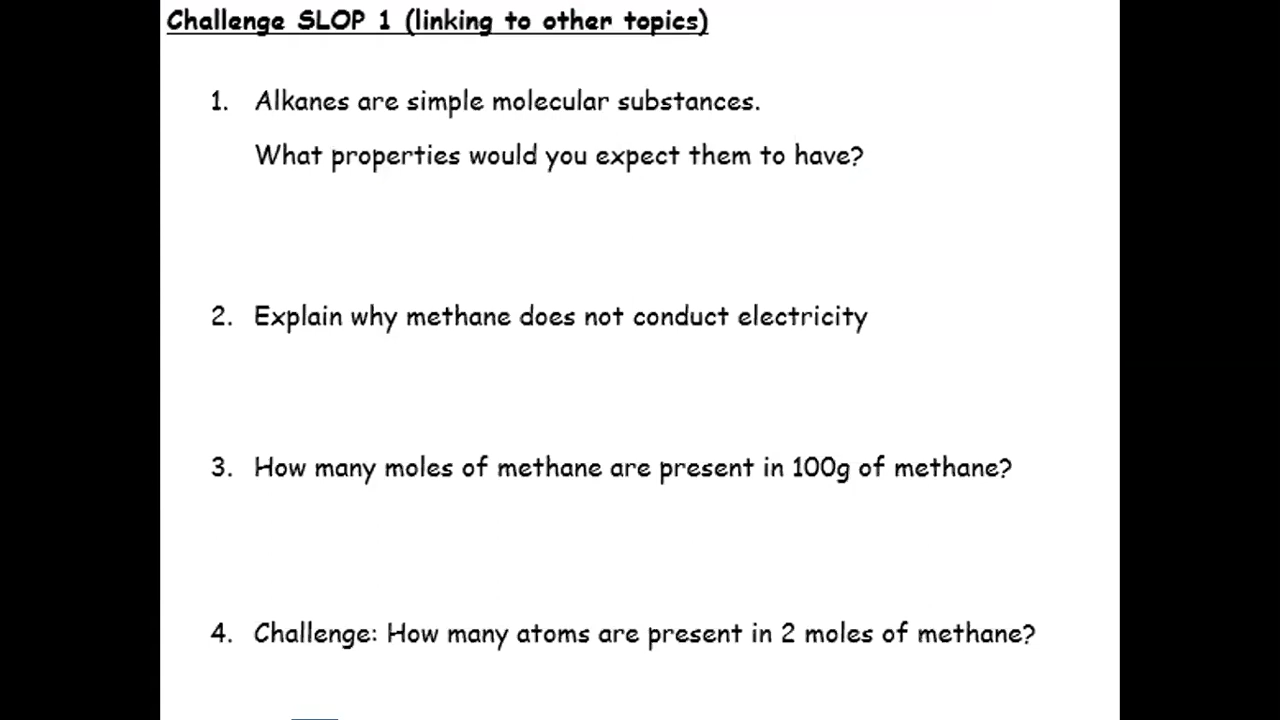 Challenge SLOP 1 (linking to other topics)
1. Alkanes are simple molecular substances.
What properties would you expect them to have?
2. Explain why methane does not conduct electricity
3. How many moles of methane are present in 100g of methane?
4. Challenge: How many atoms are present in 2 moles of methane?